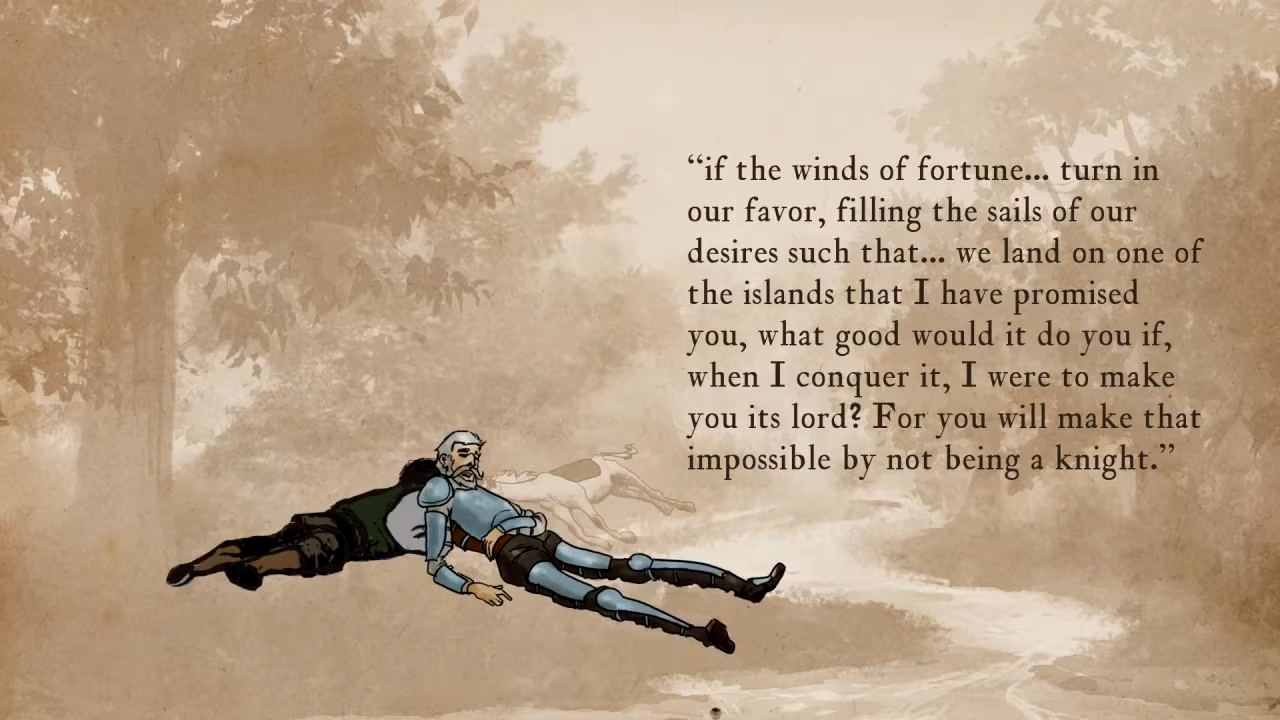 “if the winds of fortune... turn in
our favor, filling the sails of our
desires such that... we land on one of
the islands that I have promised
you, what good would it do you if,
when I conquer it, I were to make
you its lord? For you will make that
impossible by not being a knight.”